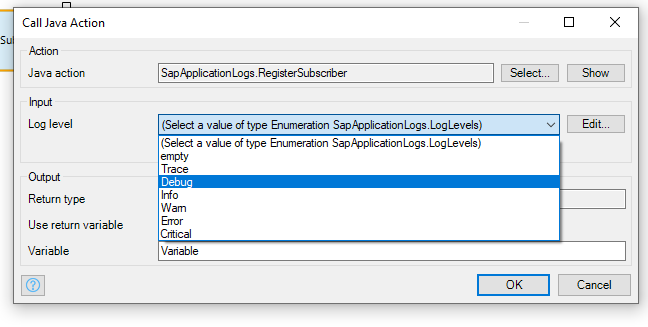 Call Java Action
Sub
Action
Java action
SapApplicationLogs.RegisterSubscriber
Select...
Show
Input
Log level
(Select a value of type Enumeration SapApplicationLogs.LogLevels)
Edit...
(Select a value of type Enumeration SapApplicationLogs.LogLevels)
empty
Trace
Debug
Info
Warn
Error
Critical
Output
Return type
Use return variable
Variable
Variable
?
OK
Cancel